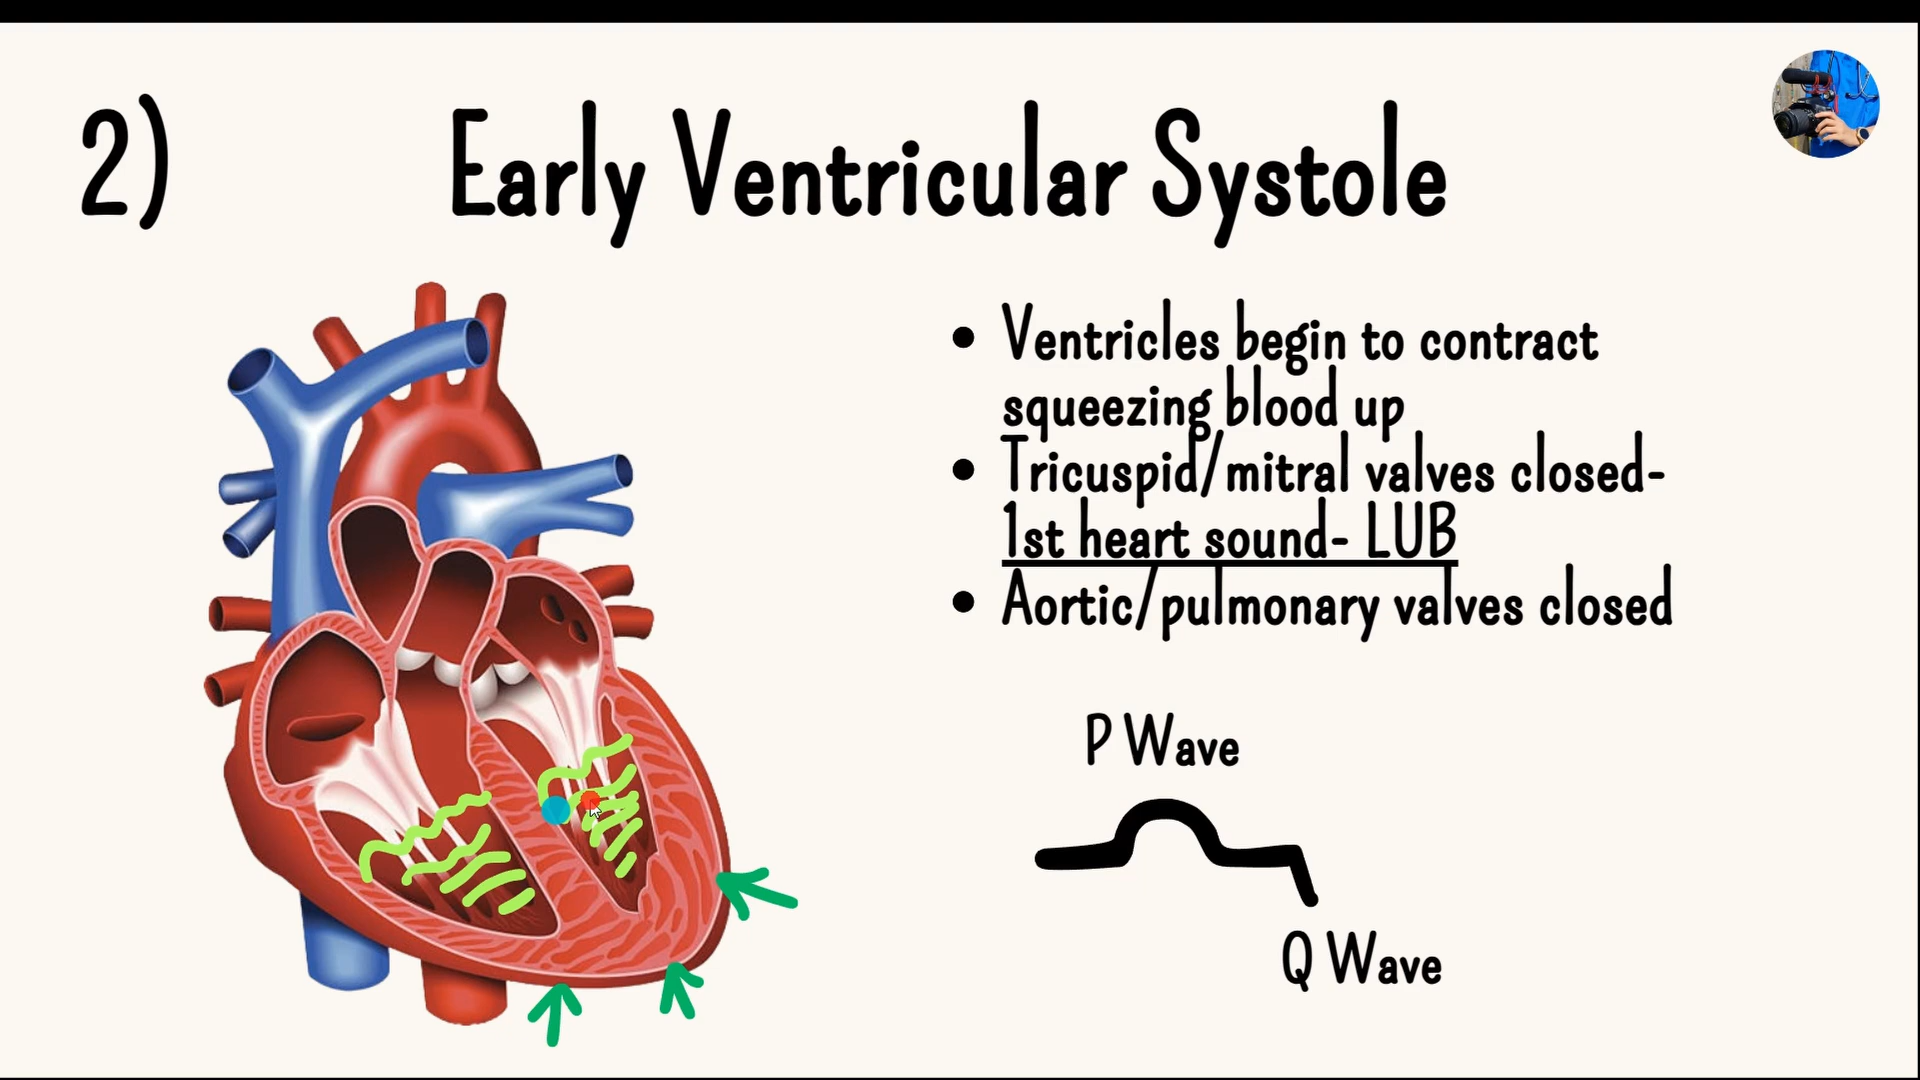 2)
Early Ventricular Systole
• Ventricles begin to contract
squeezing blood up
• Tricuspid/mitral valves closed-
1st heart sound- LUB
• Aortic/pulmonary valves closed
P Wave
Q Wave